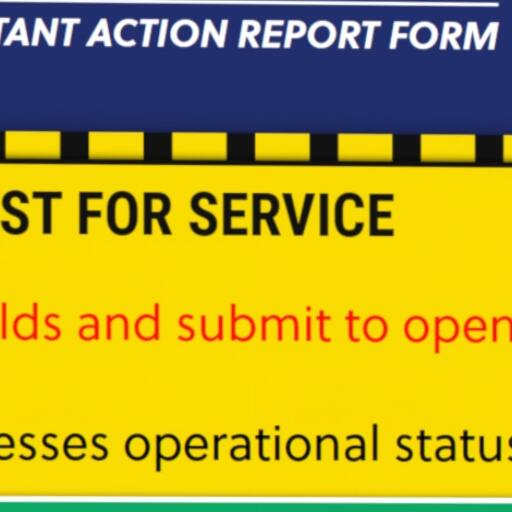 TANT ACTION REPORT FORM
ST FOR SERVICE
lds and submit to open
esses operational status